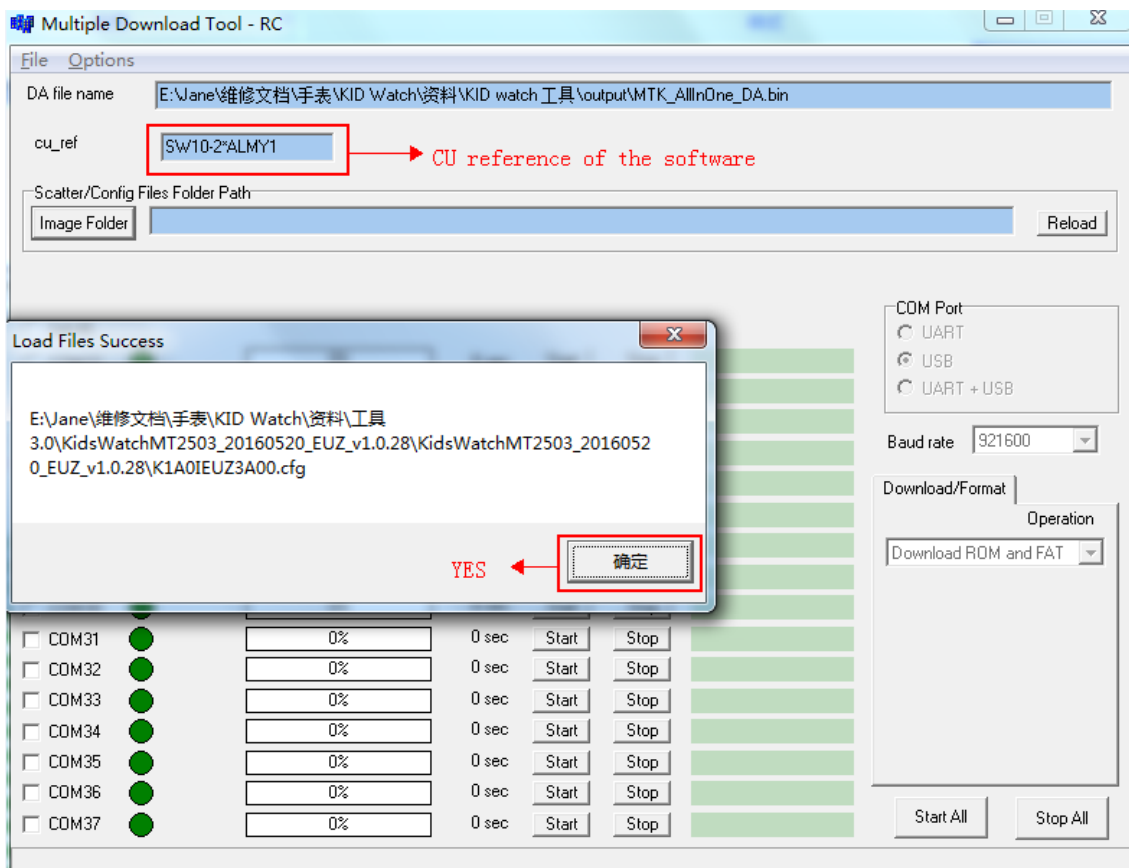 Multiple Download Tool - RC
File Options
DA file name E:\Jane\维修文档\手表\KID Watch\资料\KID watch 工具\output\MTK_AllInOne_DA.bin
cu_ref SW10-2*ALMY1 CU reference of the software
Scatter/Config Files Folder Path
Image Folder Reload
COM Port
UART
USB
UART + USB
Baud rate 921600
Download/Format
Operation
Download ROM and FAT
Load Files Success
E:\Jane\维修文档\手表\KID Watch\资料\工具
3.0\KidsWatchMT2503_20160520_EUZ_v1.0.28\KidsWatchMT2503_2016052
0_EUZ_v1.0.28\K1A0IEUZ3A00.cfg
YES 确定
COM31 0% 0 sec Start Stop
COM32 0% 0 sec Start Stop
COM33 0% 0 sec Start Stop
COM34 0% 0 sec Start Stop
COM35 0% 0 sec Start Stop
COM36 0% 0 sec Start Stop
COM37 0% 0 sec Start Stop
Start All Stop All